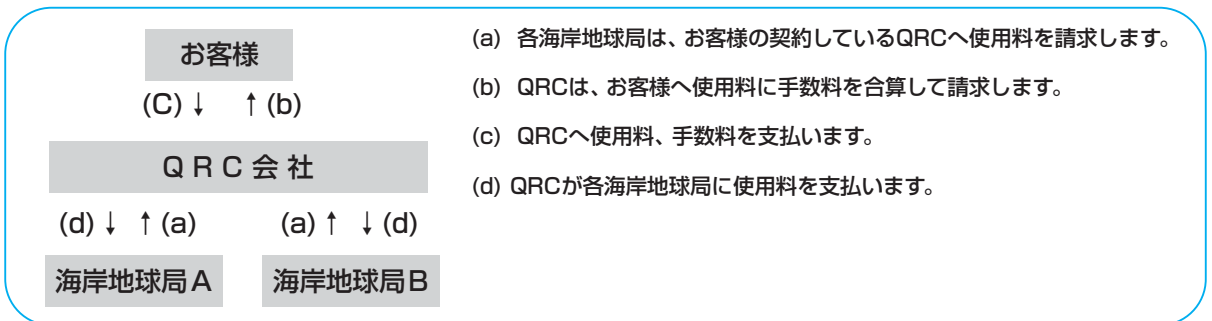 お客様
(C)↓ ↑(b)
QRC会社
(d)↓ ↑(a) (a)↑ ↓(d)
海岸地球局A 海岸地球局B
(a) 各海岸地球局は、お客様の契約しているQRCへ使用料を請求します。
(b) QRCは、お客様へ使用料に手数料を合算して請求します。
(c) QRCへ使用料、手数料を支払います。
(d) QRCが各海岸地球局に使用料を支払います。